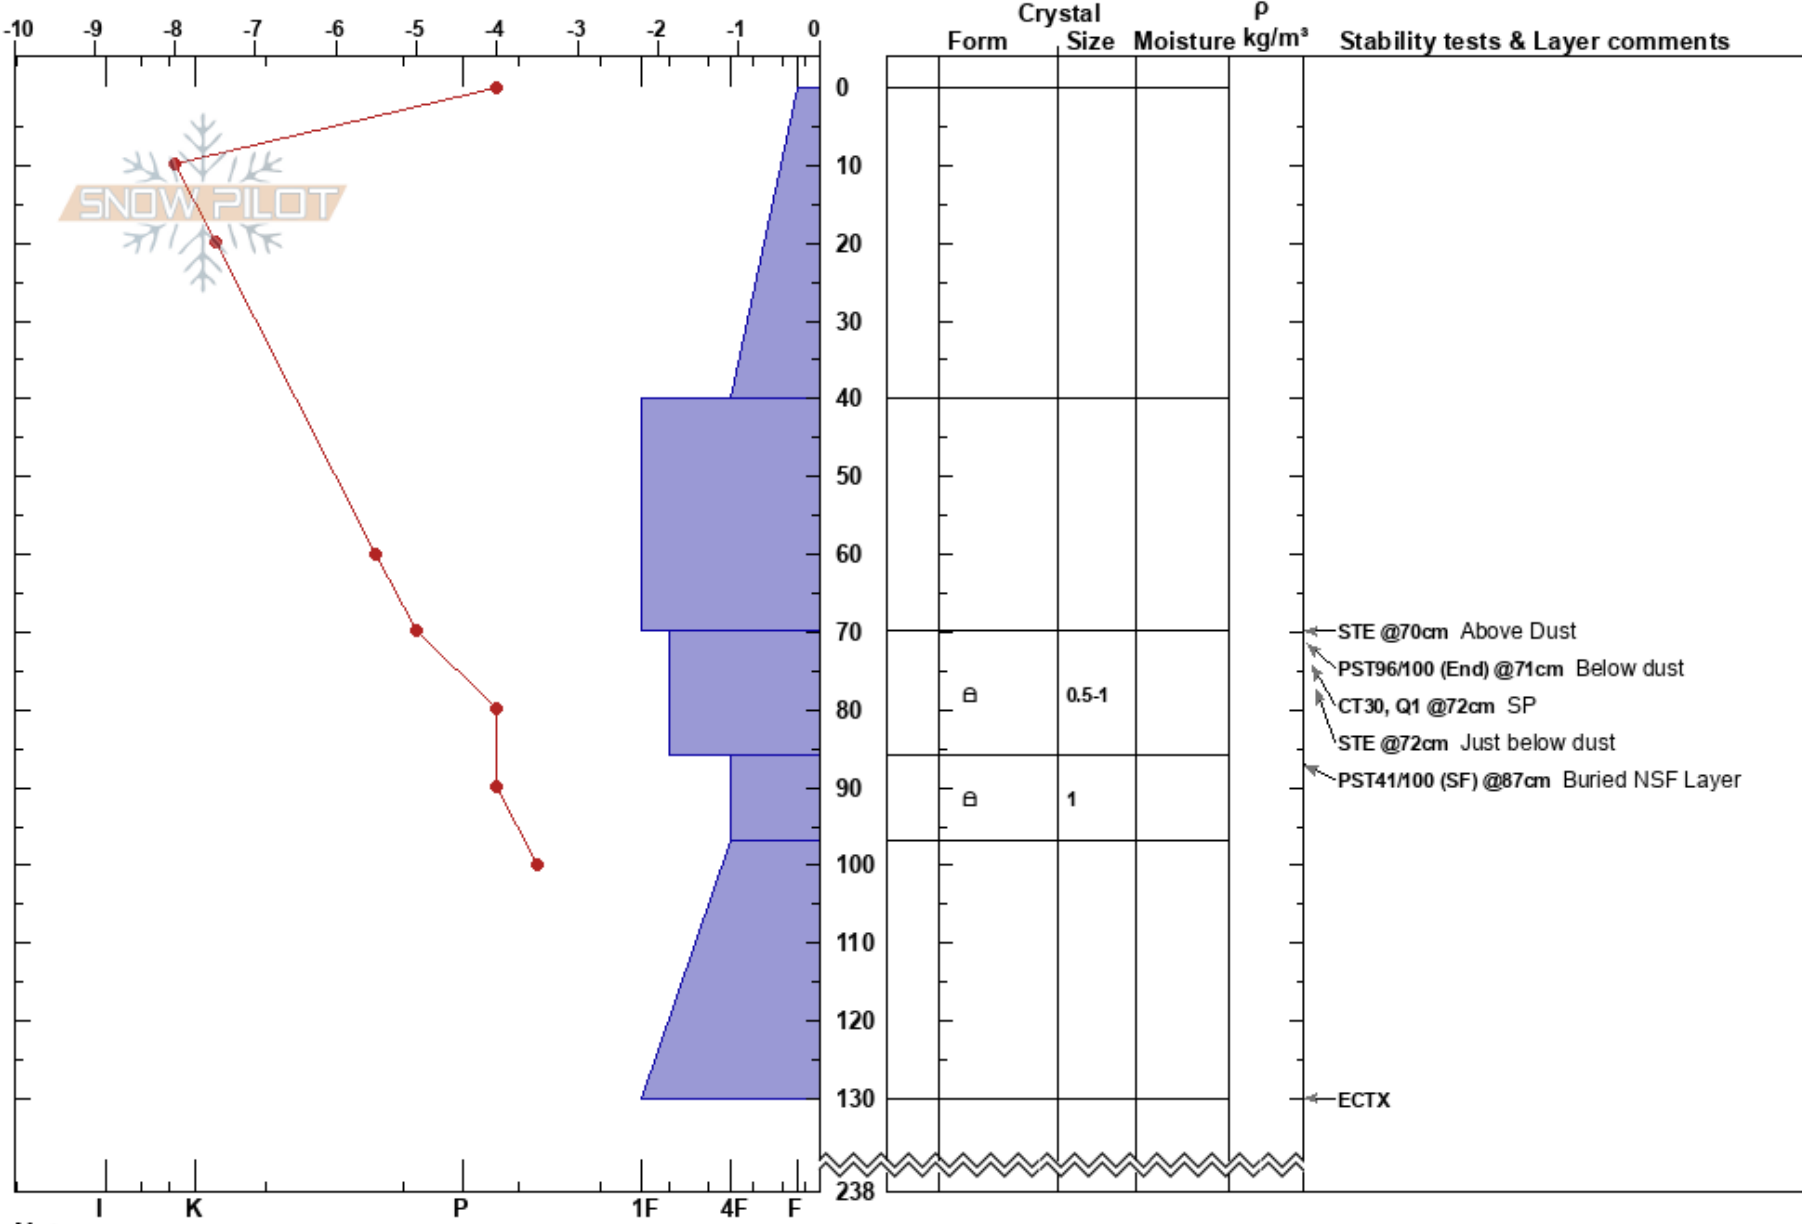 Crystal ρ
-10 -9 -8 -7 -6 -5 -4 -3 -2 -1 0 Form Size Moisture kg/m³ Stability tests & Layer comments
0
10
SNOW PILOT
20
30
40
50
60
70 STE @70cm Above Dust
PST96/100 (End) @71cm Below dust
0.5-1 CT30, Q1 @72cm SP
80
STE @72cm Just below dust
90 PST41/100 (SF) @87cm Buried NSF Layer
1
100
110
120
130 ECTX
238
I K P 1F 4F F